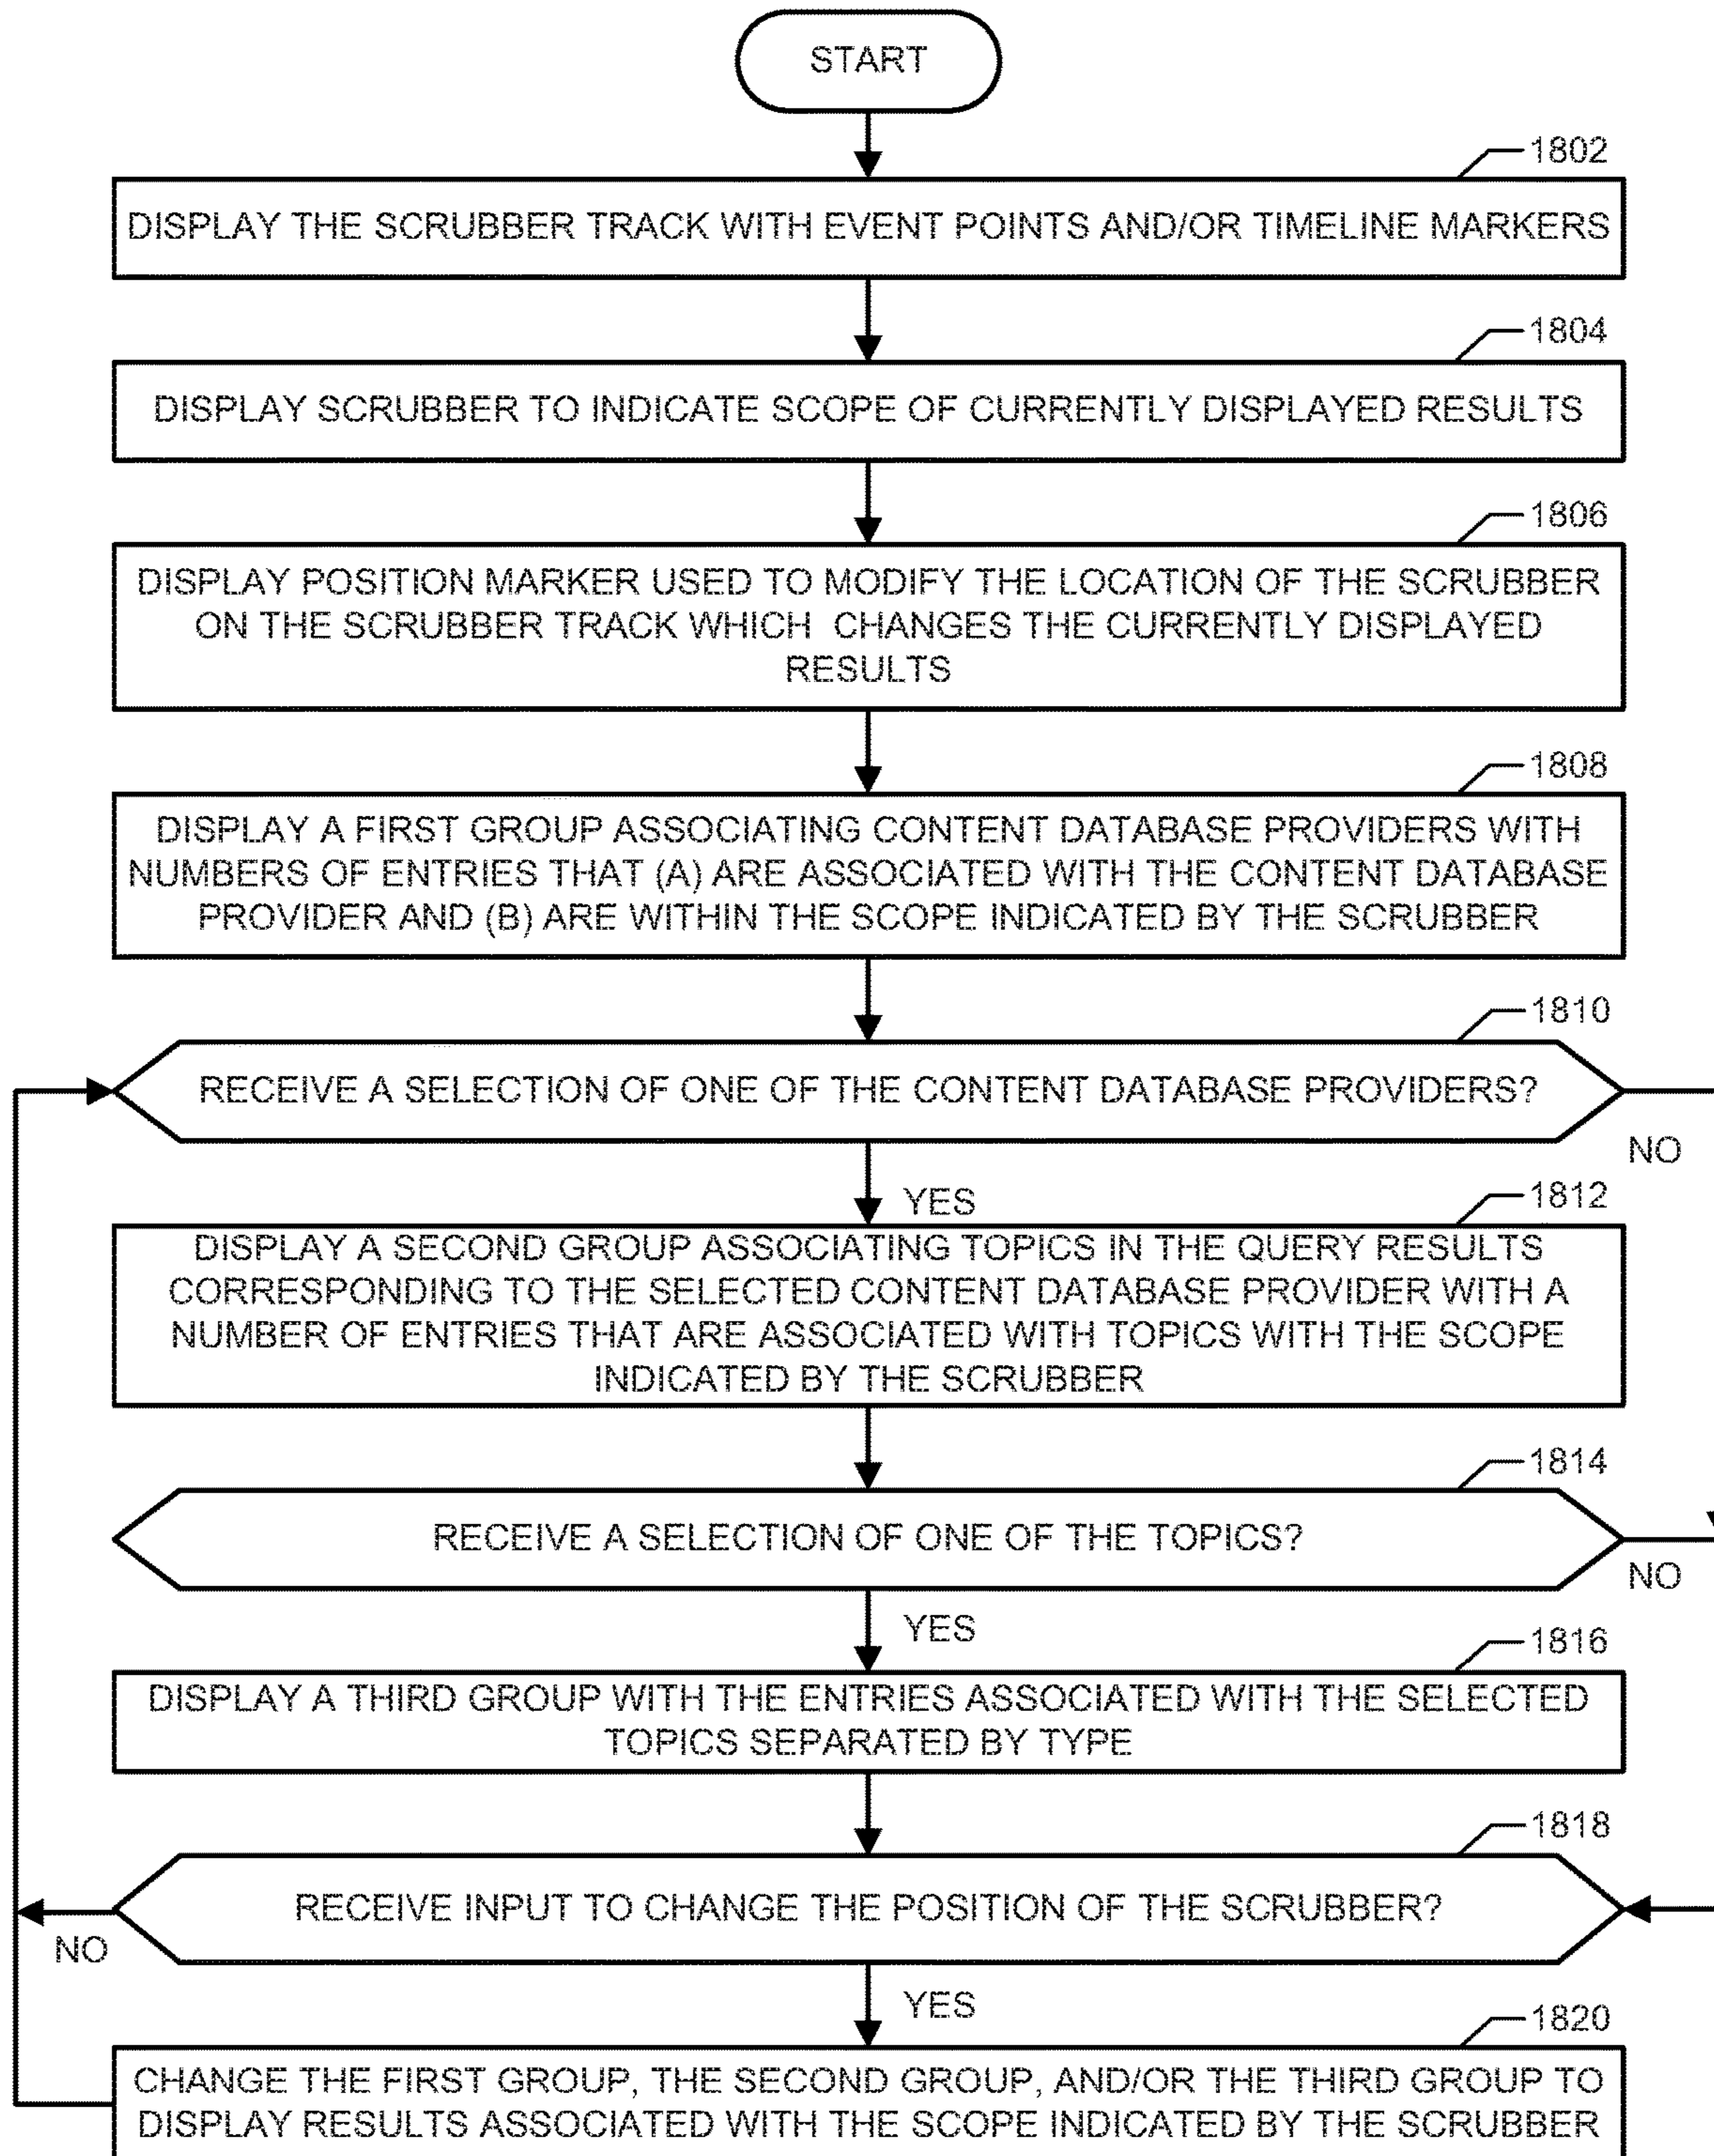 START
1802
DISPLAY THE SCRUBBER TRACK WITH EVENT POINTS AND/OR TIMELINE MARKERS
1804
DISPLAY SCRUBBER TO INDICATE SCOPE OF CURRENTLY DISPLAYED RESULTS
1806
DISPLAY POSITION MARKER USED TO MODIFY THE LOCATION OF THE SCRUBBER
ON THE SCRUBBER TRACK WHICH CHANGES THE CURRENTLY DISPLAYED
RESULTS
1808
DISPLAY A FIRST GROUP ASSOCIATING CONTENT DATABASE PROVIDERS WITH
NUMBERS OF ENTRIES THAT (A) ARE ASSOCIATED WITH THE CONTENT DATABASE
PROVIDER AND (B) ARE WITHIN THE SCOPE INDICATED BY THE SCRUBBER
1810
RECEIVE A SELECTION OF ONE OF THE CONTENT DATABASE PROVIDERS?
NO
YES
1812
DISPLAY A SECOND GROUP ASSOCIATING TOPICS IN THE QUERY RESULTS
CORRESPONDING TO THE SELECTED CONTENT DATABASE PROVIDER WITH A
NUMBER OF ENTRIES THAT ARE ASSOCIATED WITH TOPICS WITH THE SCOPE
INDICATED BY THE SCRUBBER
1814
RECEIVE A SELECTION OF ONE OF THE TOPICS?
NO
YES
1816
DISPLAY A THIRD GROUP WITH THE ENTRIES ASSOCIATED WITH THE SELECTED
TOPICS SEPARATED BY TYPE
1818
RECEIVE INPUT TO CHANGE THE POSITION OF THE SCRUBBER?
NO
YES
1820
CHANGE THE FIRST GROUP, THE SECOND GROUP, AND/OR THE THIRD GROUP TO
DISPLAY RESULTS ASSOCIATED WITH THE SCOPE INDICATED BY THE SCRUBBER